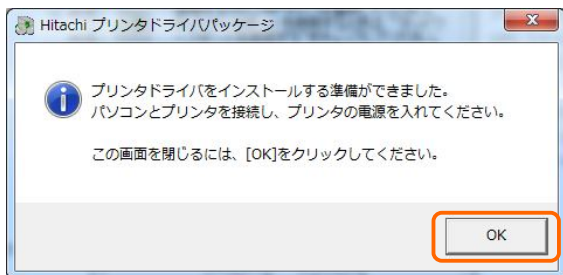 Hitachi プリンタドライバパッケージ
プリンタドライバをインストールする準備ができました。
パソコンとプリンタを接続し、プリンタの電源を入れてください。
この画面を閉じるには、[OK]をクリックしてください。
OK